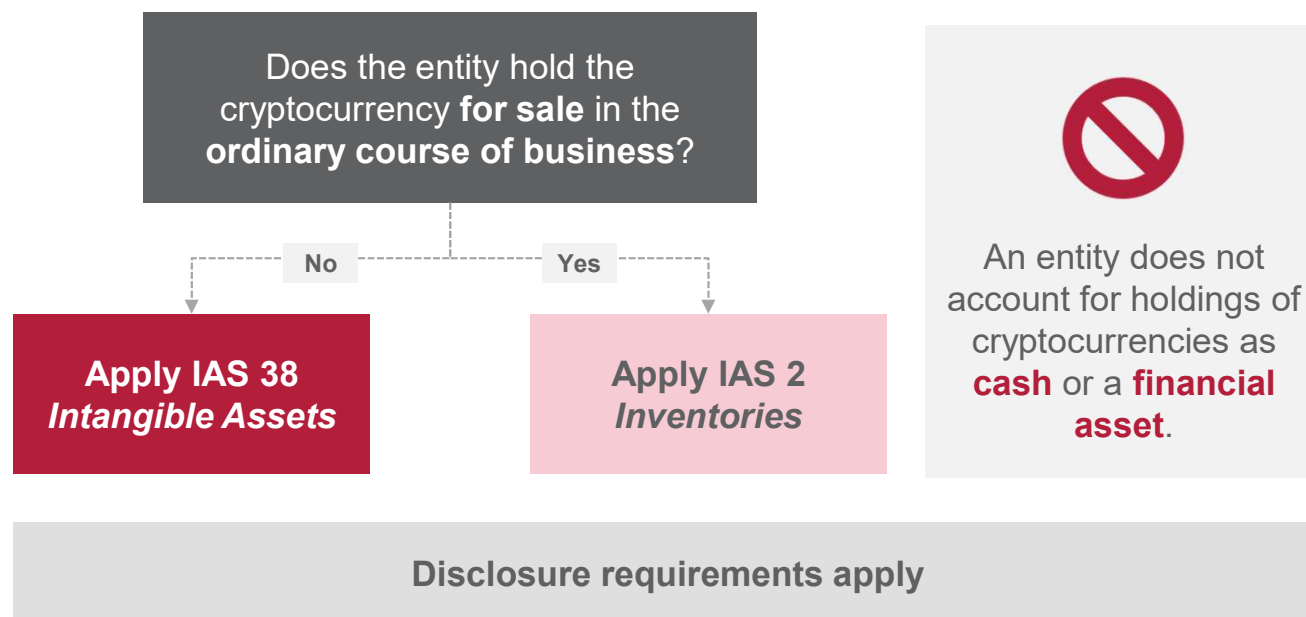 Does the entity hold the
cryptocurrency for sale in the
ordinary course of business?
No
Yes
Apply IAS 38
Intangible Assets
Apply IAS 2
Inventories
An entity does not
account for holdings of
cryptocurrencies as
cash or a financial
asset.
Disclosure requirements apply